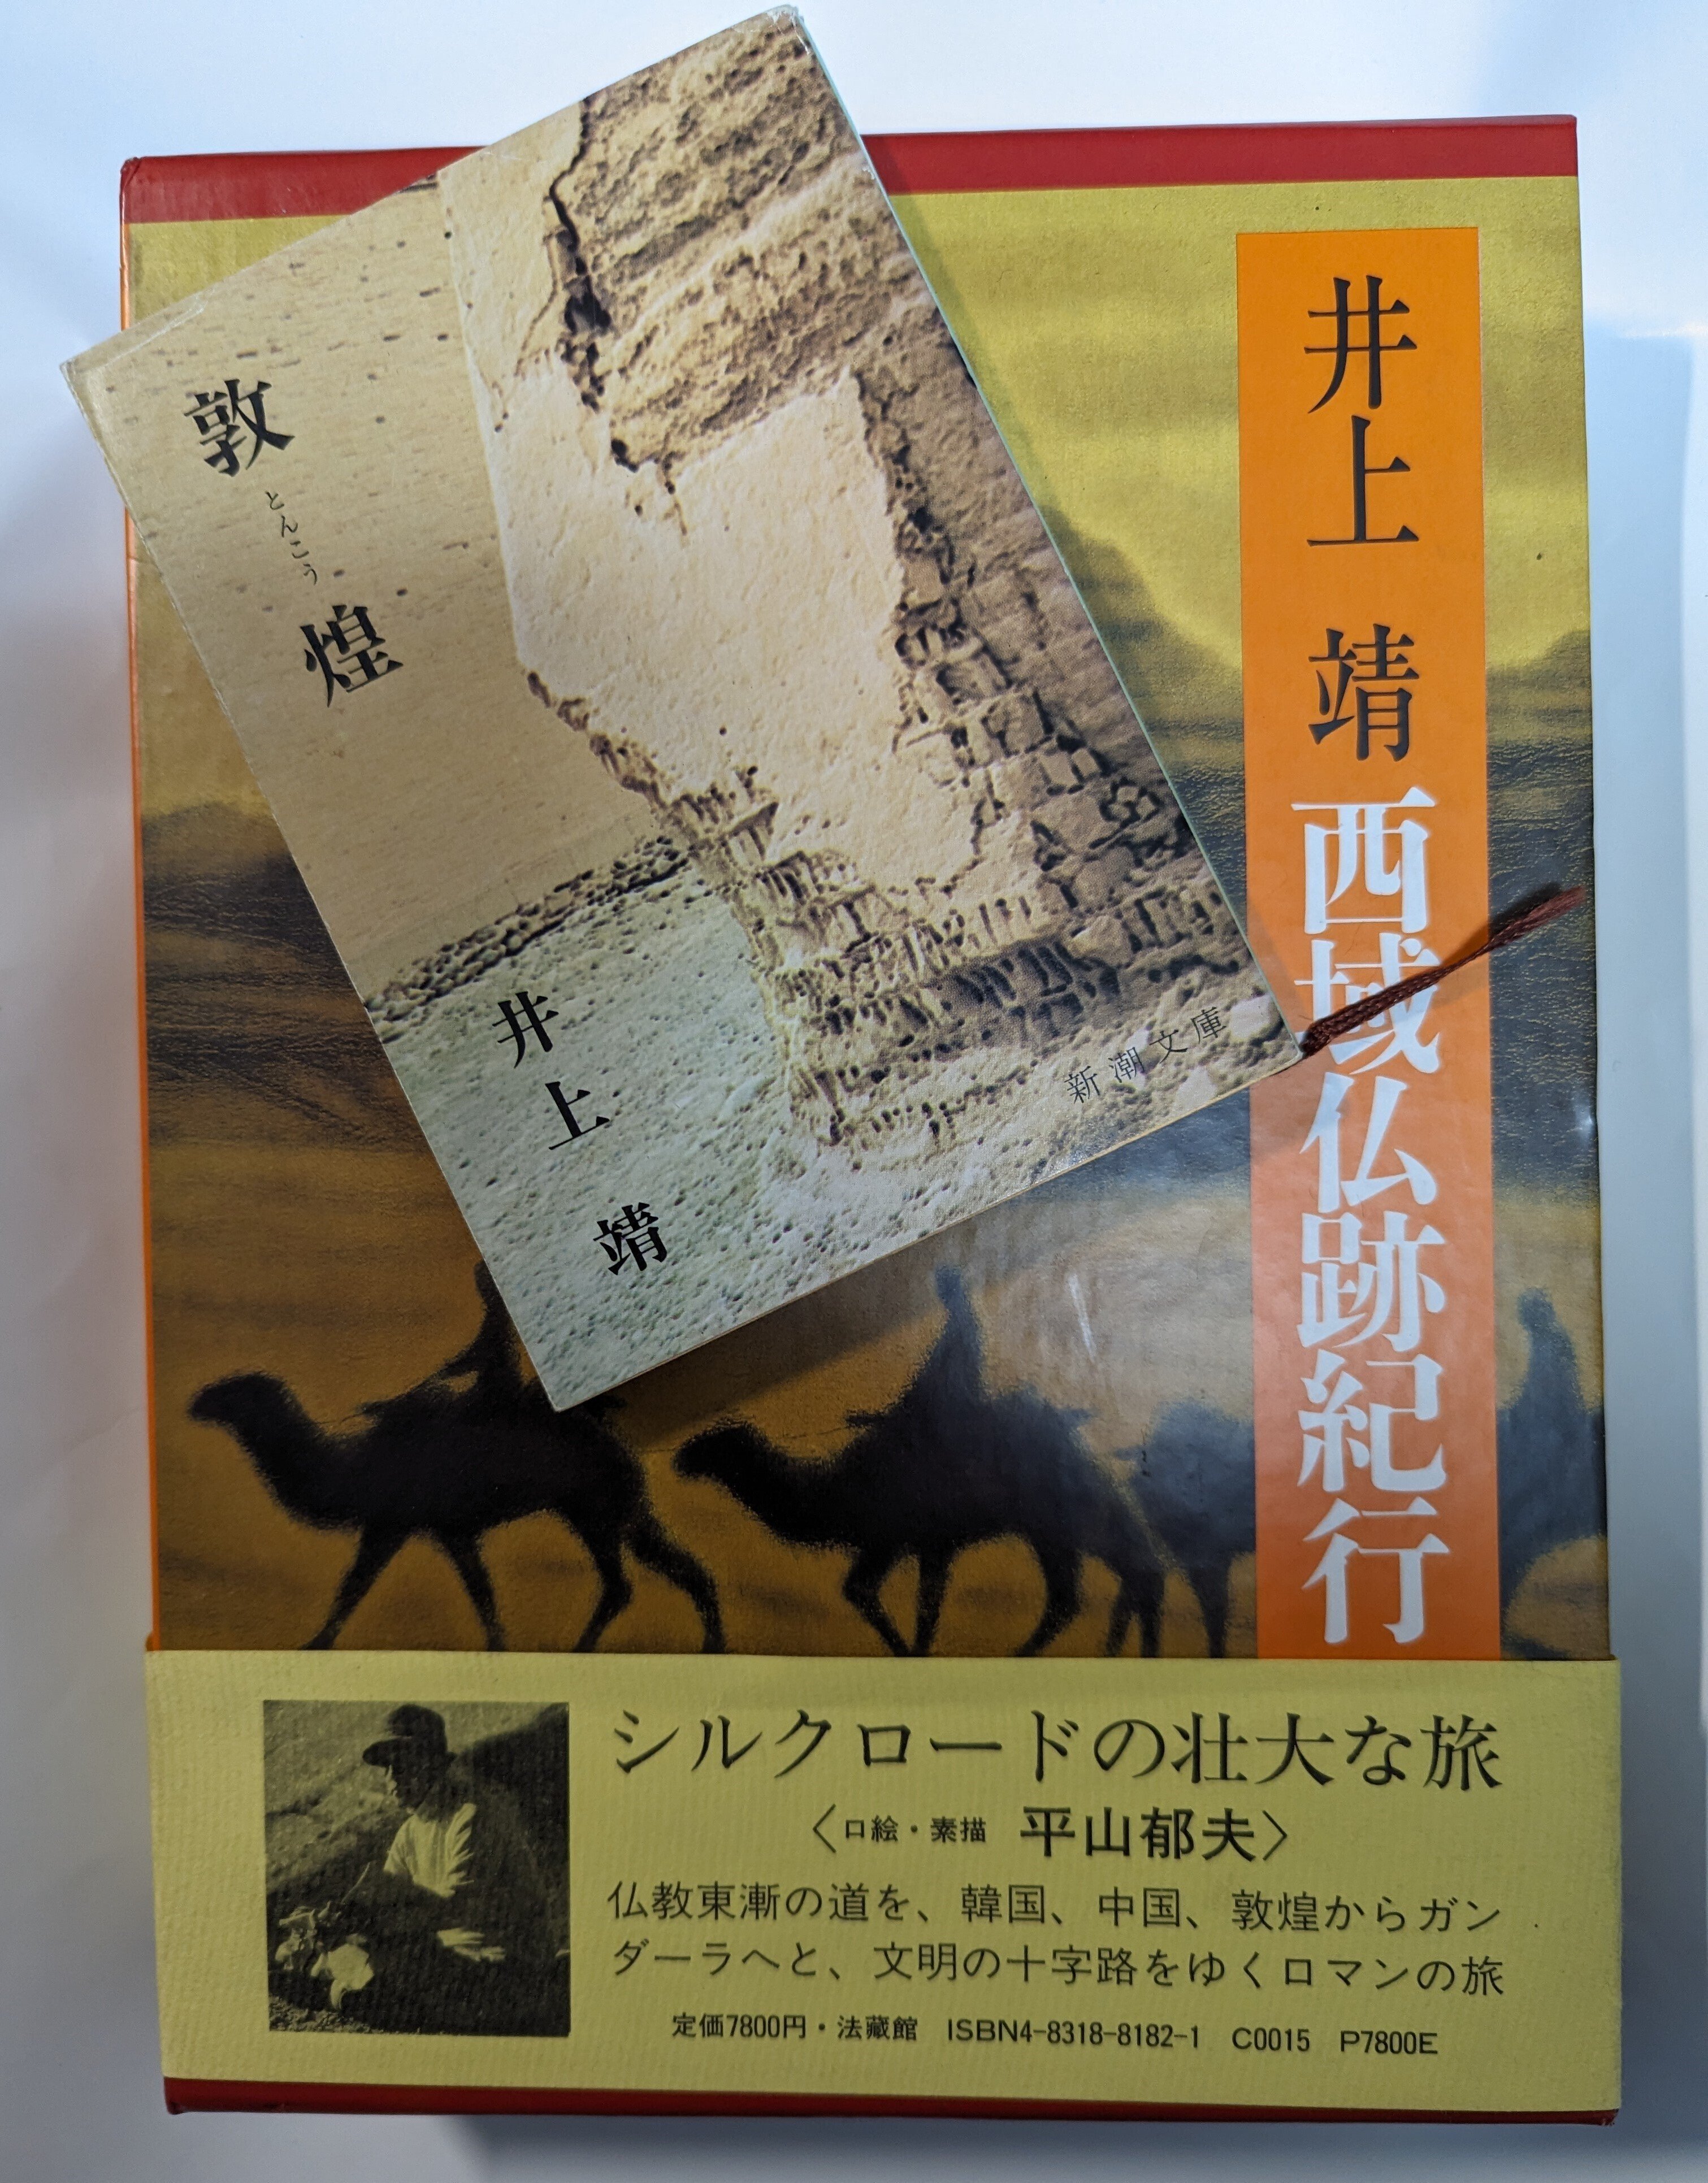 敦煌
とんこう
井上靖
新潮文庫
井上 靖
西域仏跡紀行
シルクロードの壮大な旅
〈口絵・素描 平山郁夫〉
仏教東漸の道を、韓国、中国、敦煌からガン
ダーラへと、文明の十字路をゆくロマンの旅
定価7800円・法藏館 ISBN4-8318-8182-1 C0015 P7800E